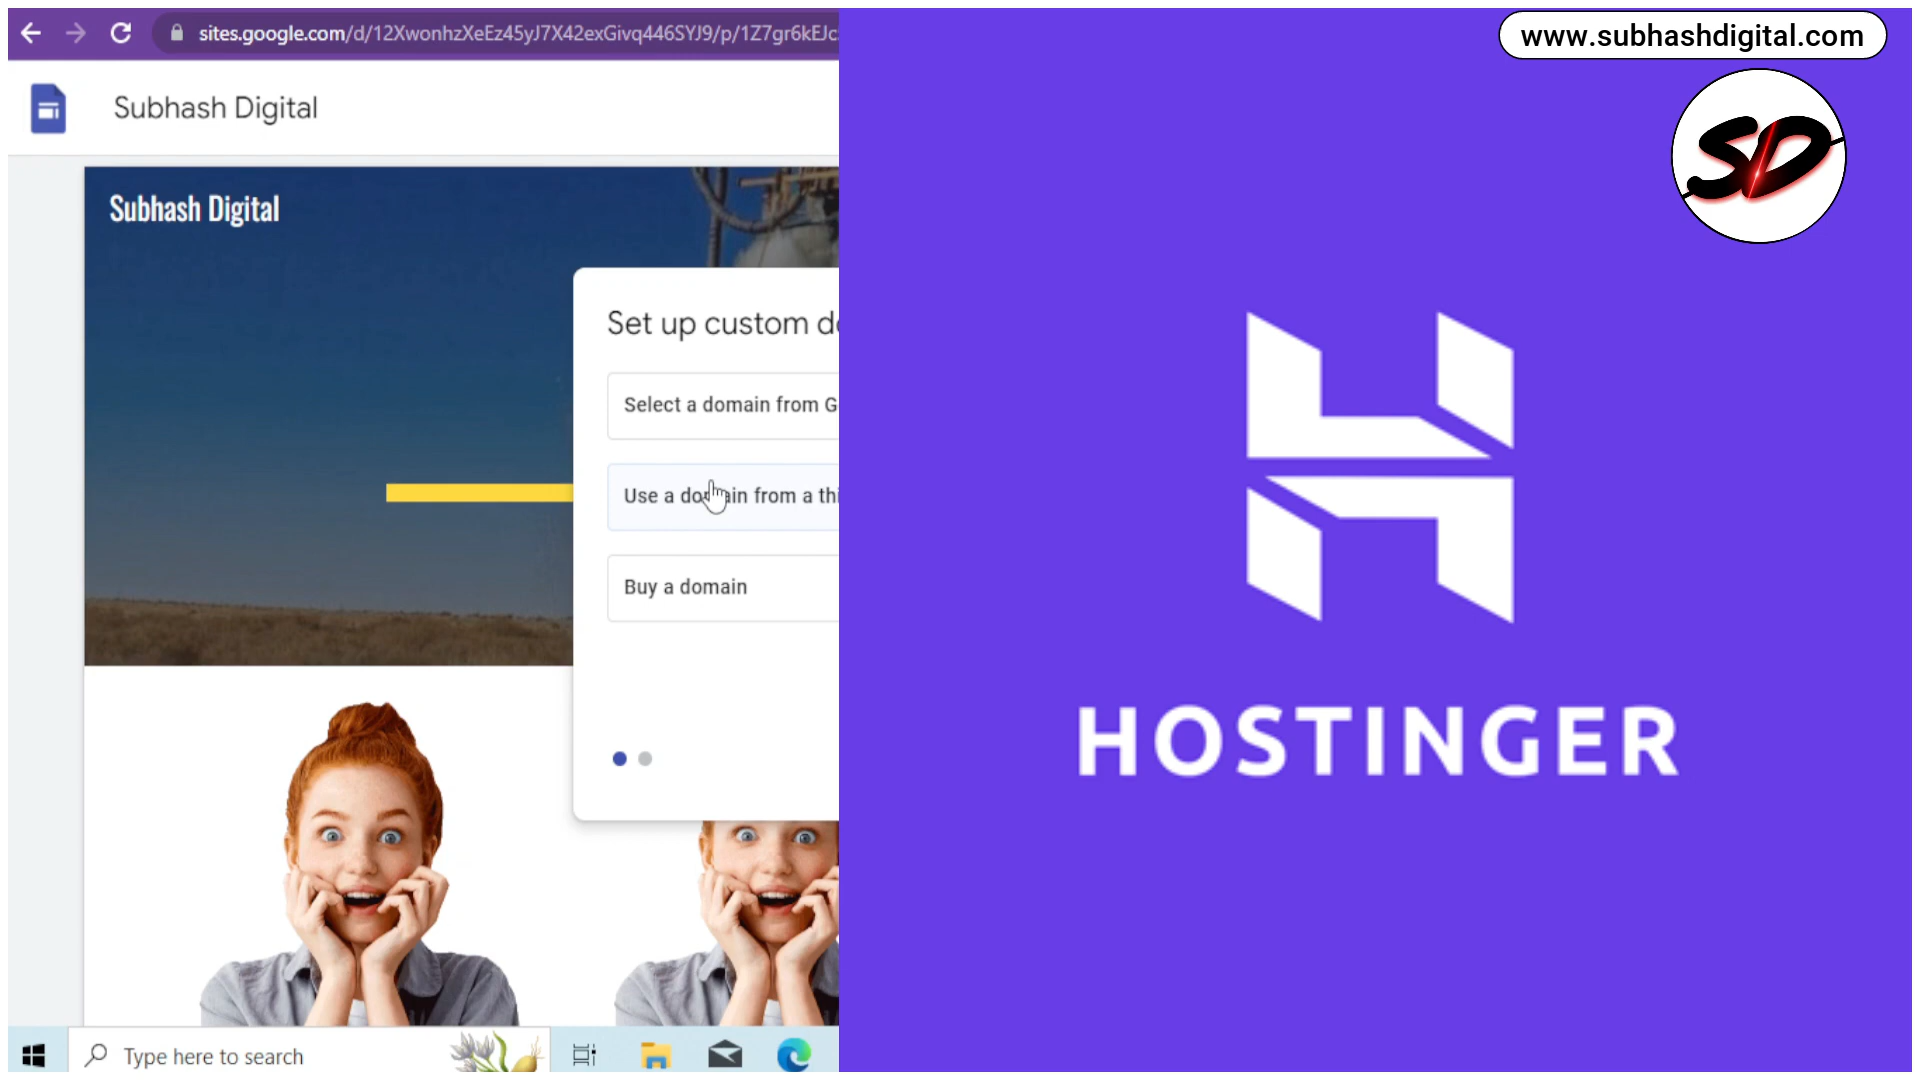 sites.google.com/d/12XwonhzXeEz45yJ7X42exGivq446SYJ9/p/1Z7gr6kEJc
www.subhashdigital.com
Subhash Digital
SD
Subhash Digital
Set up custom do
Select a domain from G
Use a domain from a thi
Buy a domain
HOSTINGER
Type here to search